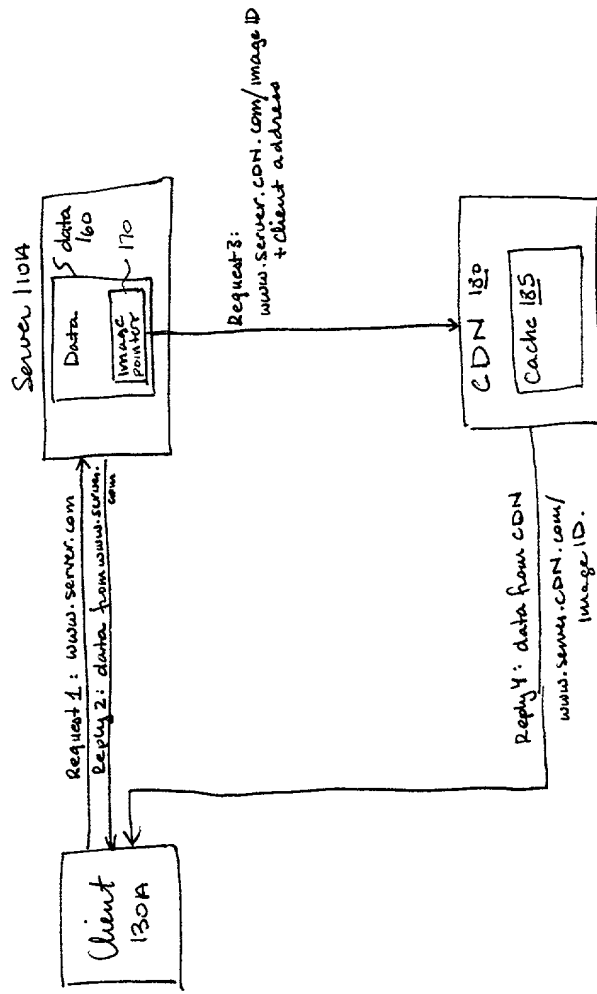 Server 110A
data
160
Data
170
Image
pointer
Request 1: www.server.com
Reply 2: data from www.server.
com
Client
130A
Request 3:
www.server.CDN.com/image ID
+ Client address
CDN 180
Cache 185
Reply 4: data from CDN
www.server.CDN.com/
Image ID.